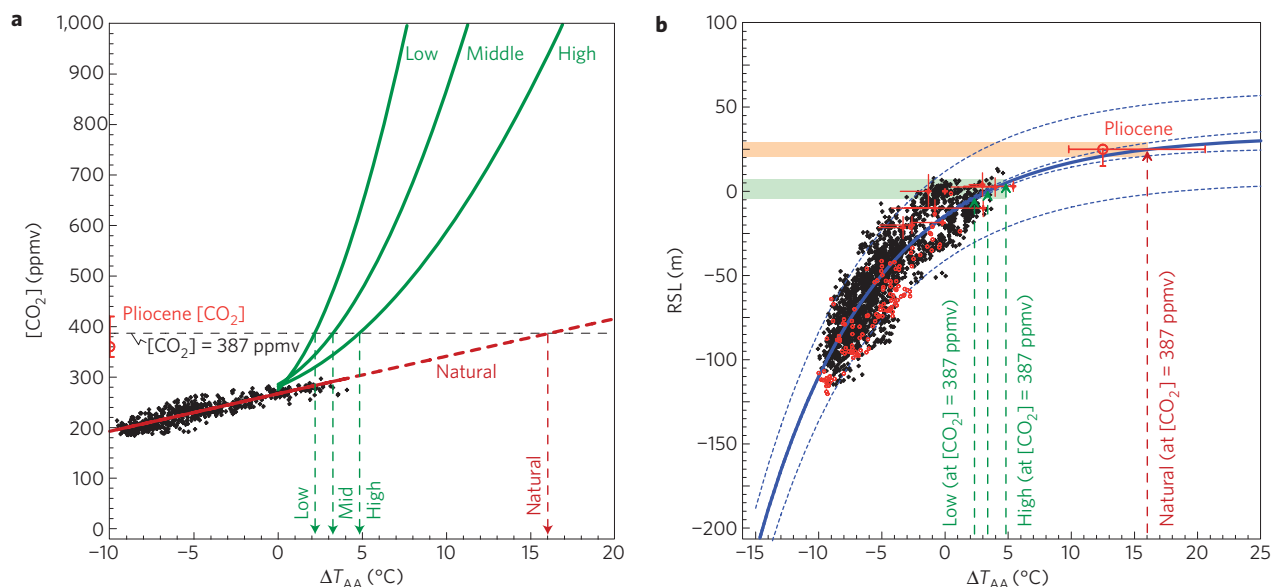 a
1,000
900
800
700
600
500
400
300
200
100
0
[CO2] (ppmv)
Low
Middle
High
Pliocene [CO2]
[CO2] = 387 ppmv
Natural
Low
Mid
High
Natural
−10
−5
0
5
10
15
20
ΔTAA (°C)
b
100
50
0
−50
−100
−150
−200
RSL (m)
Pliocene
Low (at [CO2] = 387 ppmv)
High (at [CO2] = 387 ppmv)
Natural (at [CO2] = 387 ppmv)
−15
−10
−5
0
5
10
15
20
25
ΔTAA (°C)